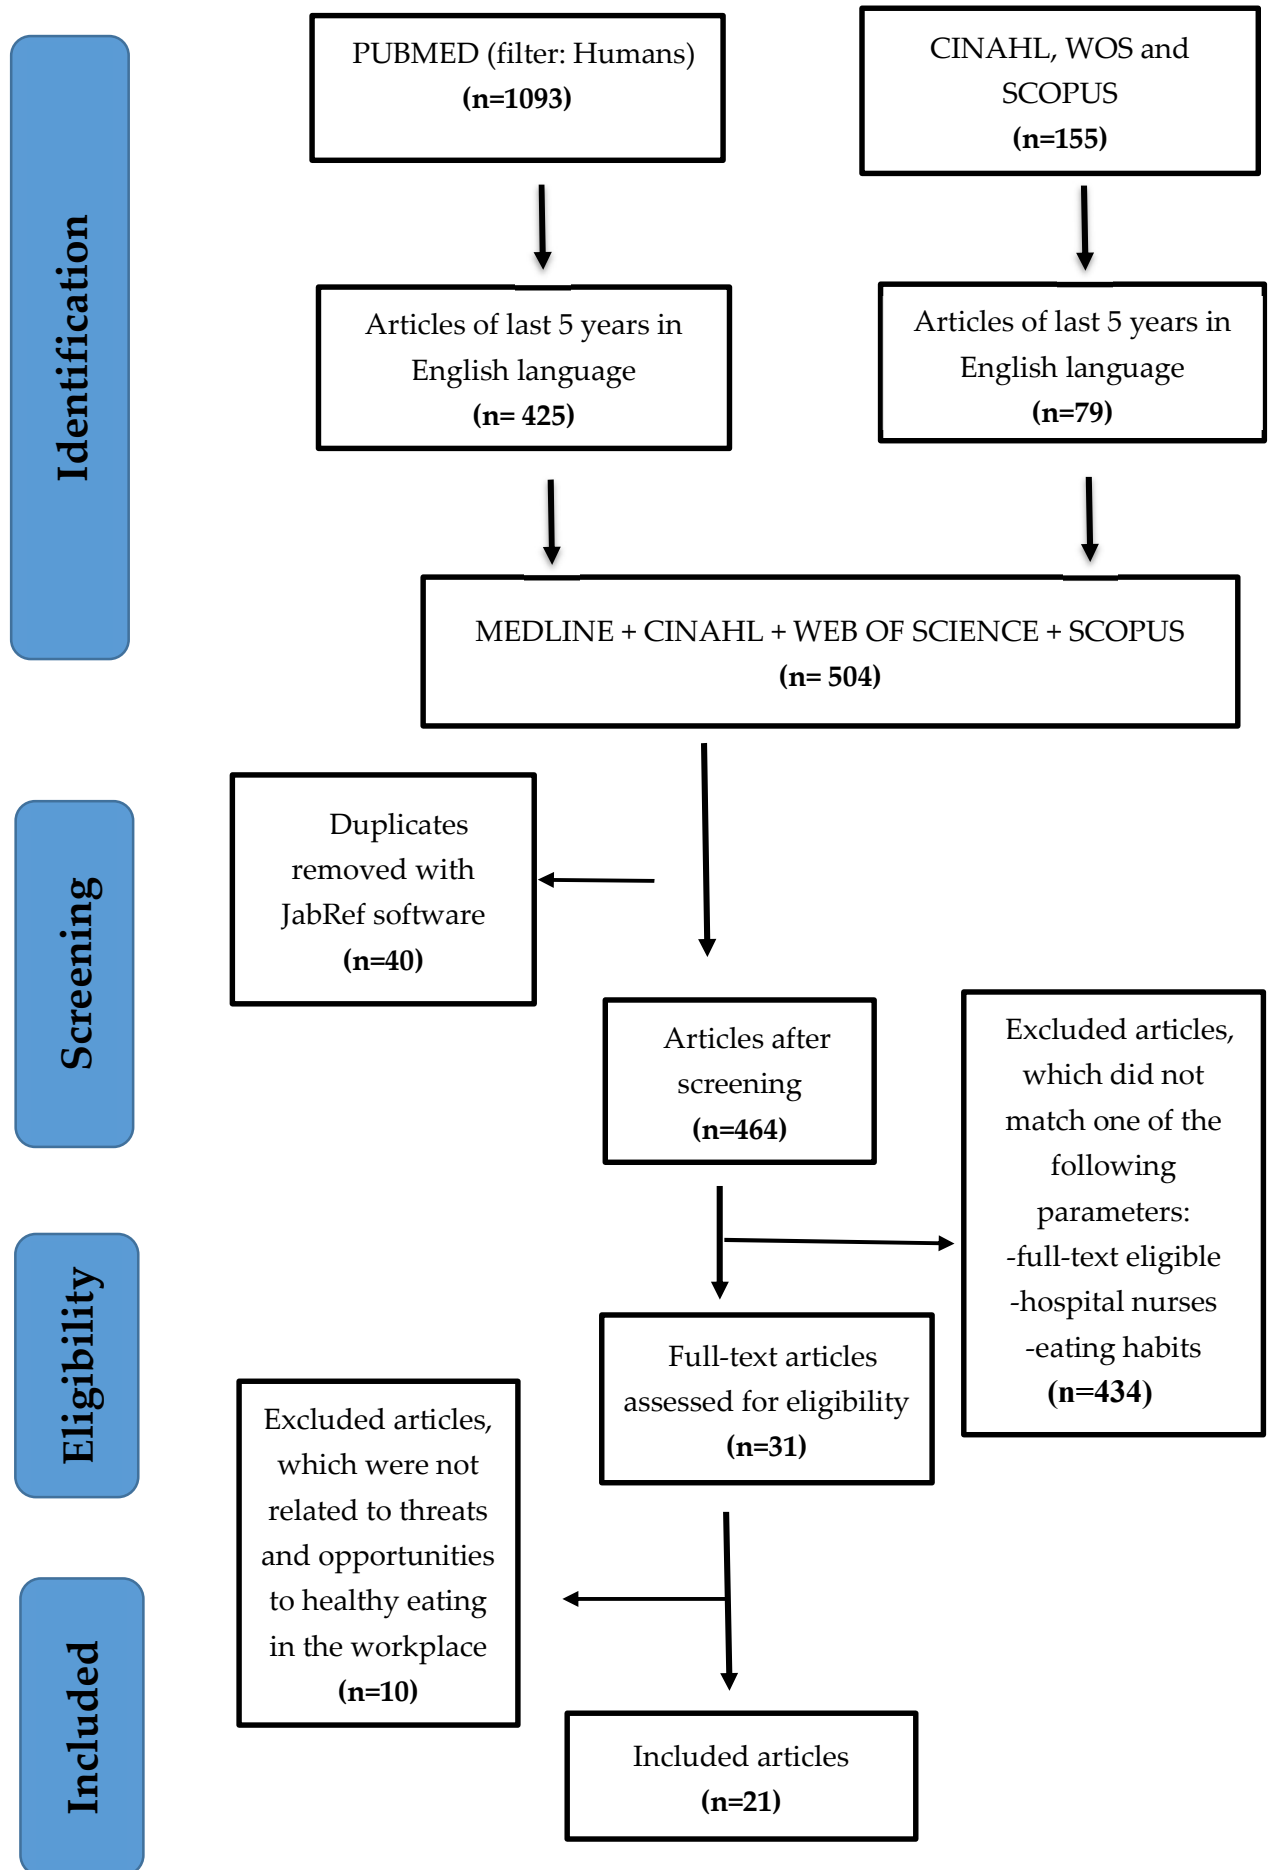 Identification
PUBMED (filter: Humans)
(n=1093)
CINAHL, WOS and
SCOPUS
(n=155)
Articles of last 5 years in
English language
(n= 425)
Articles of last 5 years in
English language
(n=79)
MEDLINE + CINAHL + WEB OF SCIENCE + SCOPUS
(n= 504)
Screening
Duplicates
removed with
JabRef software
(n=40)
Articles after
screening
(n=464)
Excluded articles,
which did not
match one of the
following
parameters:
-full-text eligible
-hospital nurses
-eating habits
(n=434)
Eligibility
Full-text articles
assessed for eligibility
(n=31)
Excluded articles,
which were not
related to threats
and opportunities
to healthy eating
in the workplace
(n=10)
Included
Included articles
(n=21)